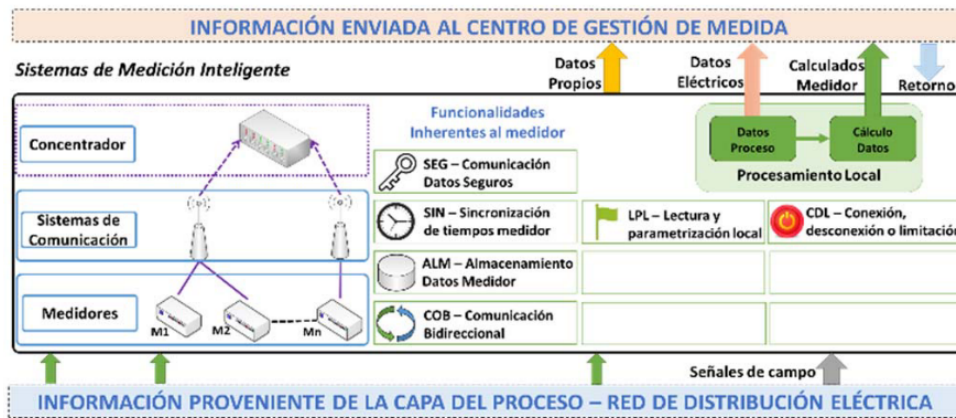 INFORMACIÓN ENVIADA AL CENTRO DE GESTIÓN DE MEDIDA
Sistemas de Medición Inteligente
Datos
Propios
Datos
Eléctricos
Calculados
Medidor
Retorno
Concentrador
Funcionalidades
Inherentes al medidor
Datos
Proceso
Cálculo
Datos
Procesamiento Local
SEG – Comunicación
Datos Seguros
Sistemas de
Comunicación
SIN – Sincronización
de tiempos medidor
LPL – Lectura y
parametrización local
CDL – Conexión,
desconexión o limitación
ALM – Almacenamiento
Datos Medidor
Medidores
M1
M2
Mn
COB – Comunicación
Bidireccional
Señales de campo
INFORMACIÓN PROVENIENTE DE LA CAPA DEL PROCESO – RED DE DISTRIBUCIÓN ELÉCTRICA